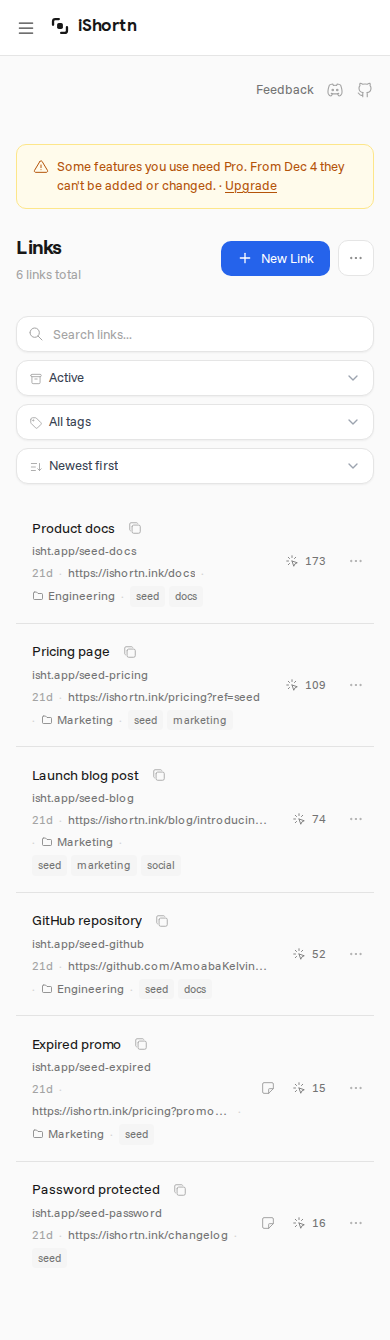 iShortn
Feedback
Some features you use need Pro. From Dec 4 they
can't be added or changed. · Upgrade
Links
6 links total
New Link
Search links...
Active
All tags
Newest first
Product docs
isht.app/seed-docs
21d · https://ishortn.ink/docs ·
Engineering · seed docs
173
Pricing page
isht.app/seed-pricing
21d · https://ishortn.ink/pricing?ref=seed
· Marketing · seed marketing
109
Launch blog post
isht.app/seed-blog
21d · https://ishortn.ink/blog/introducin...
· Marketing ·
seed marketing social
74
GitHub repository
isht.app/seed-github
21d · https://github.com/AmoabaKelvin...
· Engineering · seed docs
52
Expired promo
isht.app/seed-expired
21d ·
https://ishortn.ink/pricing?promo... ·
Marketing · seed
15
Password protected
isht.app/seed-password
21d · https://ishortn.ink/changelog ·
seed
16